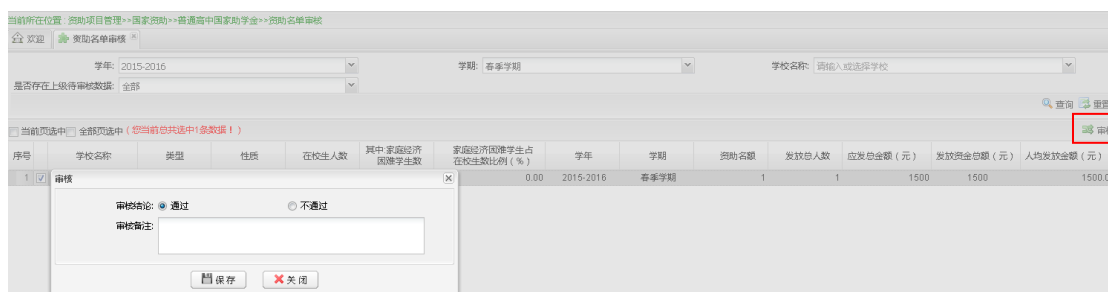 当前所在位置:资助项目管理>>国家资助>>普通高中国家助学金>>资助名单审核
欢迎 资助名单审核
学年: 2015-2016 学期: 春季学期 学校名称: 请输入或选择学校
是否存在上级待审核数据: 全部
查询 重置
当前页选中 全部页选中(您当前总共选中1条数据!) 审核
序号 学校名称 类型 性质 在校生人数 其中:家庭经济困难学生数 家庭经济困难学生占在校生数比例(%) 学年 学期 资助名额 发放总人数 应发总金额(元) 发放资金总额(元) 人均发放金额(元)
1 0.00 2015-2016 春季学期 1 1 1500 1500 1500.0
审核
审核结论: 通过 不通过
审核备注:
保存 关闭